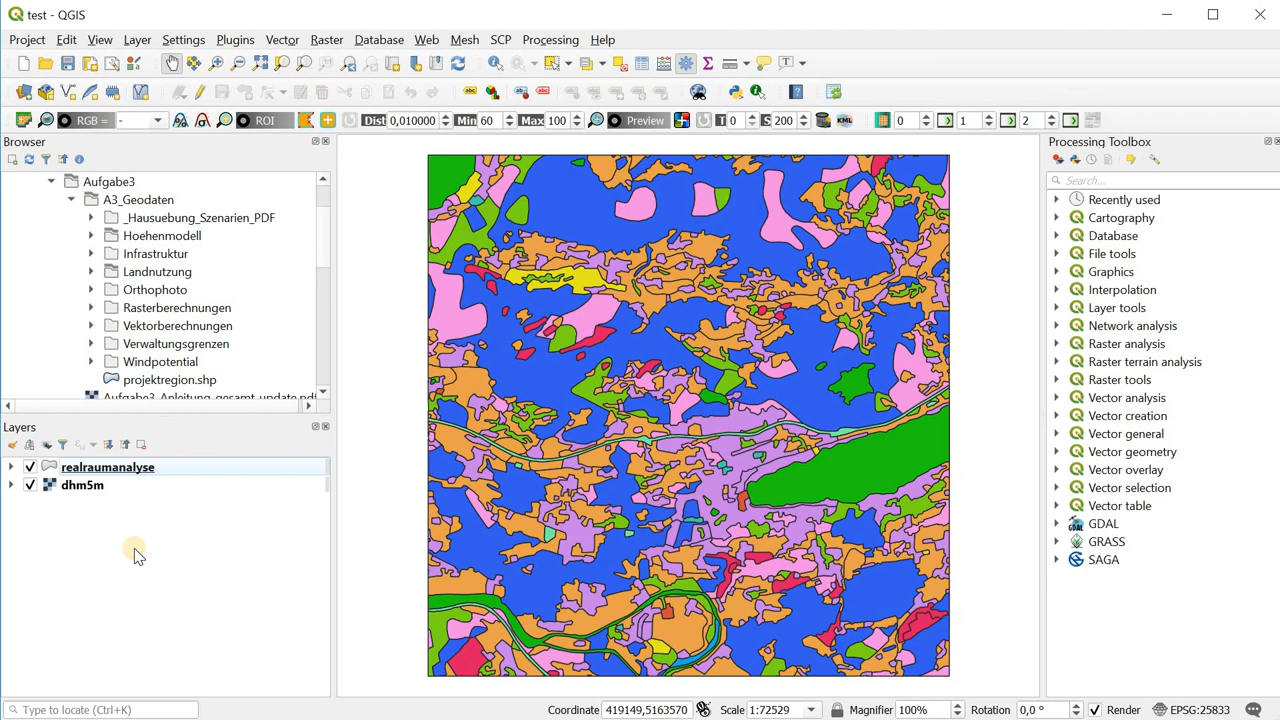 test - QGIS
Project Edit View Layer Settings Plugins Vector Raster Database Web Mesh SCP Processing Help
RGB = - ROI Dist 0,010000 Min 60 Max 100 Preview T 0 S 200 KML 0 1 2
Browser
Aufgabe3
A3_Geodaten
_Hausuebung_Szenarien_PDF
Hoehenmodell
Infrastruktur
Landnutzung
Orthophoto
Rasterberechnungen
Vektorberechnungen
Verwaltungsgrenzen
Windpotential
projektregion.shp
Aufgabe3_Anleitung_gesamt_update.pdf
Layers
realraumanalyse
dhm5m
Processing Toolbox
Search...
Recently used
Cartography
Database
File tools
Graphics
Interpolation
Layer tools
Network analysis
Raster analysis
Raster terrain analysis
Raster tools
Vector analysis
Vector creation
Vector general
Vector geometry
Vector overlay
Vector selection
Vector table
GDAL
GRASS
SAGA
Type to locate (Ctrl+K) Coordinate 419149,5163570 Scale 1:72529 Magnifier 100% Rotation 0,0 ° Render EPSG:25833